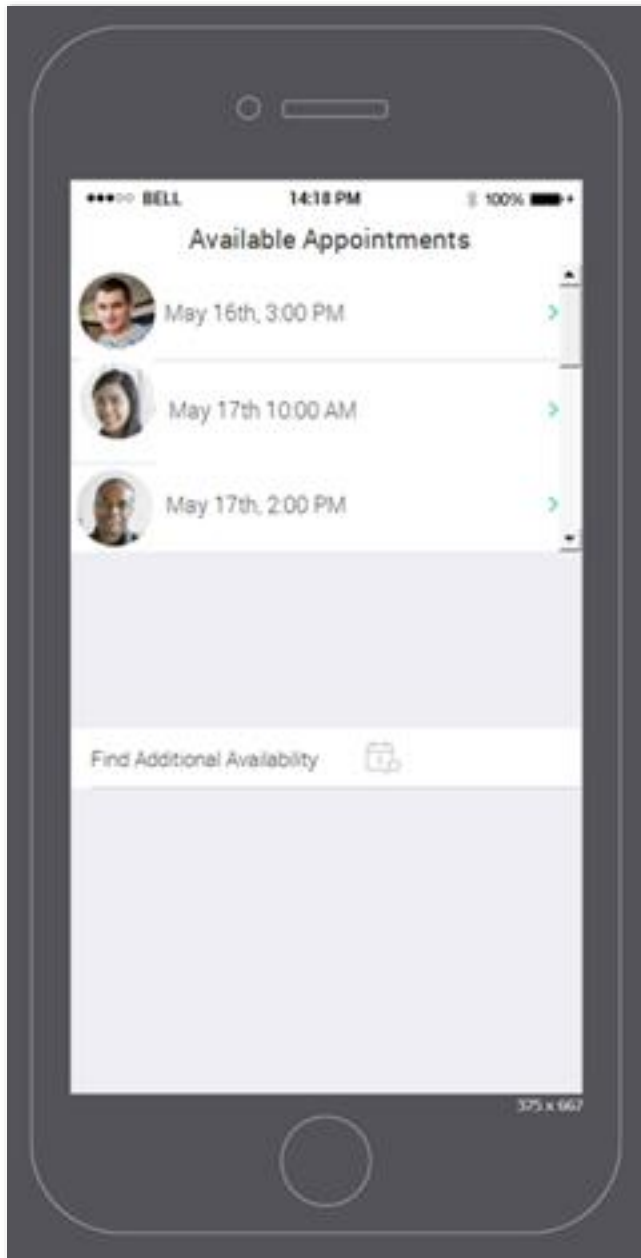 BELL 14:18 PM 100%
Available Appointments
May 16th, 3:00 PM
May 17th 10:00 AM
May 17th, 2:00 PM
Find Additional Availability
375 x 667